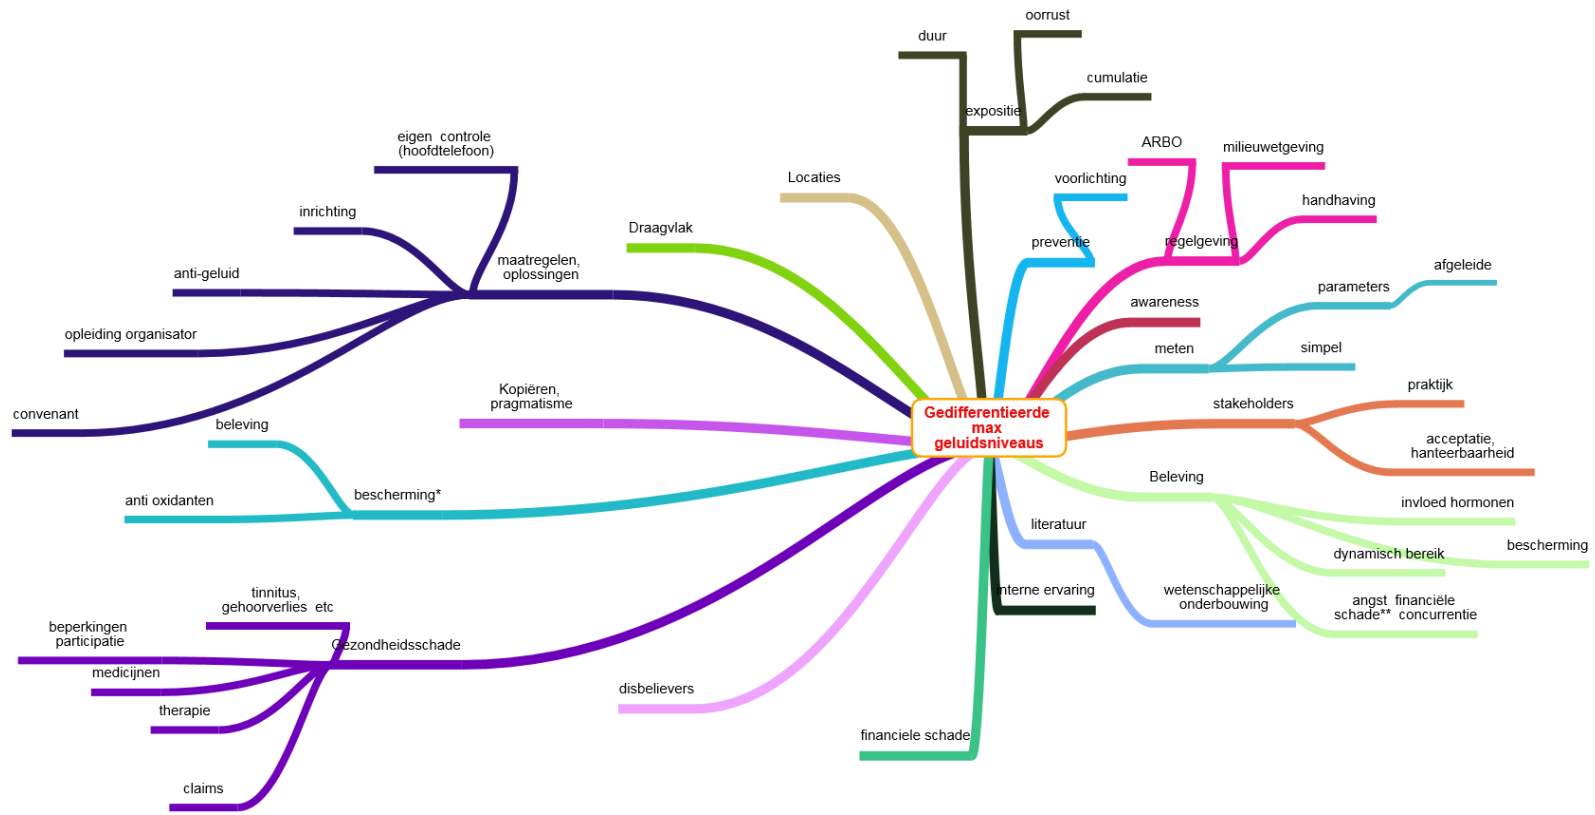 oorrust
duur
cumulatie
expositie
eigen controle
(hoofdtelefoon)
ARBO
milieuwetgeving
Locaties
voorlichting
handhaving
inrichting
Draagvlak
preventie
regelgeving
maatregelen,
oplossingen
anti-geluid
afgeleide
parameters
awareness
opleiding organisator
meten
simpel
Kopiëren,
pragmatisme
praktijk
stakeholders
convenant
Gedifferentieerde
max
geluidsniveaus
beleving
acceptatie,
hanteerbaarheid
Beleving
bescherming*
anti oxidanten
invloed hormonen
literatuur
bescherming
dynamisch bereik
interne ervaring
wetenschappelijke
onderbouwing
tinnitus,
gehoorverlies etc
angst financiële
schade** concurrentie
beperkingen
participatie
Gezondheidsschade
medicijnen
disbelievers
therapie
financiele schade
claims